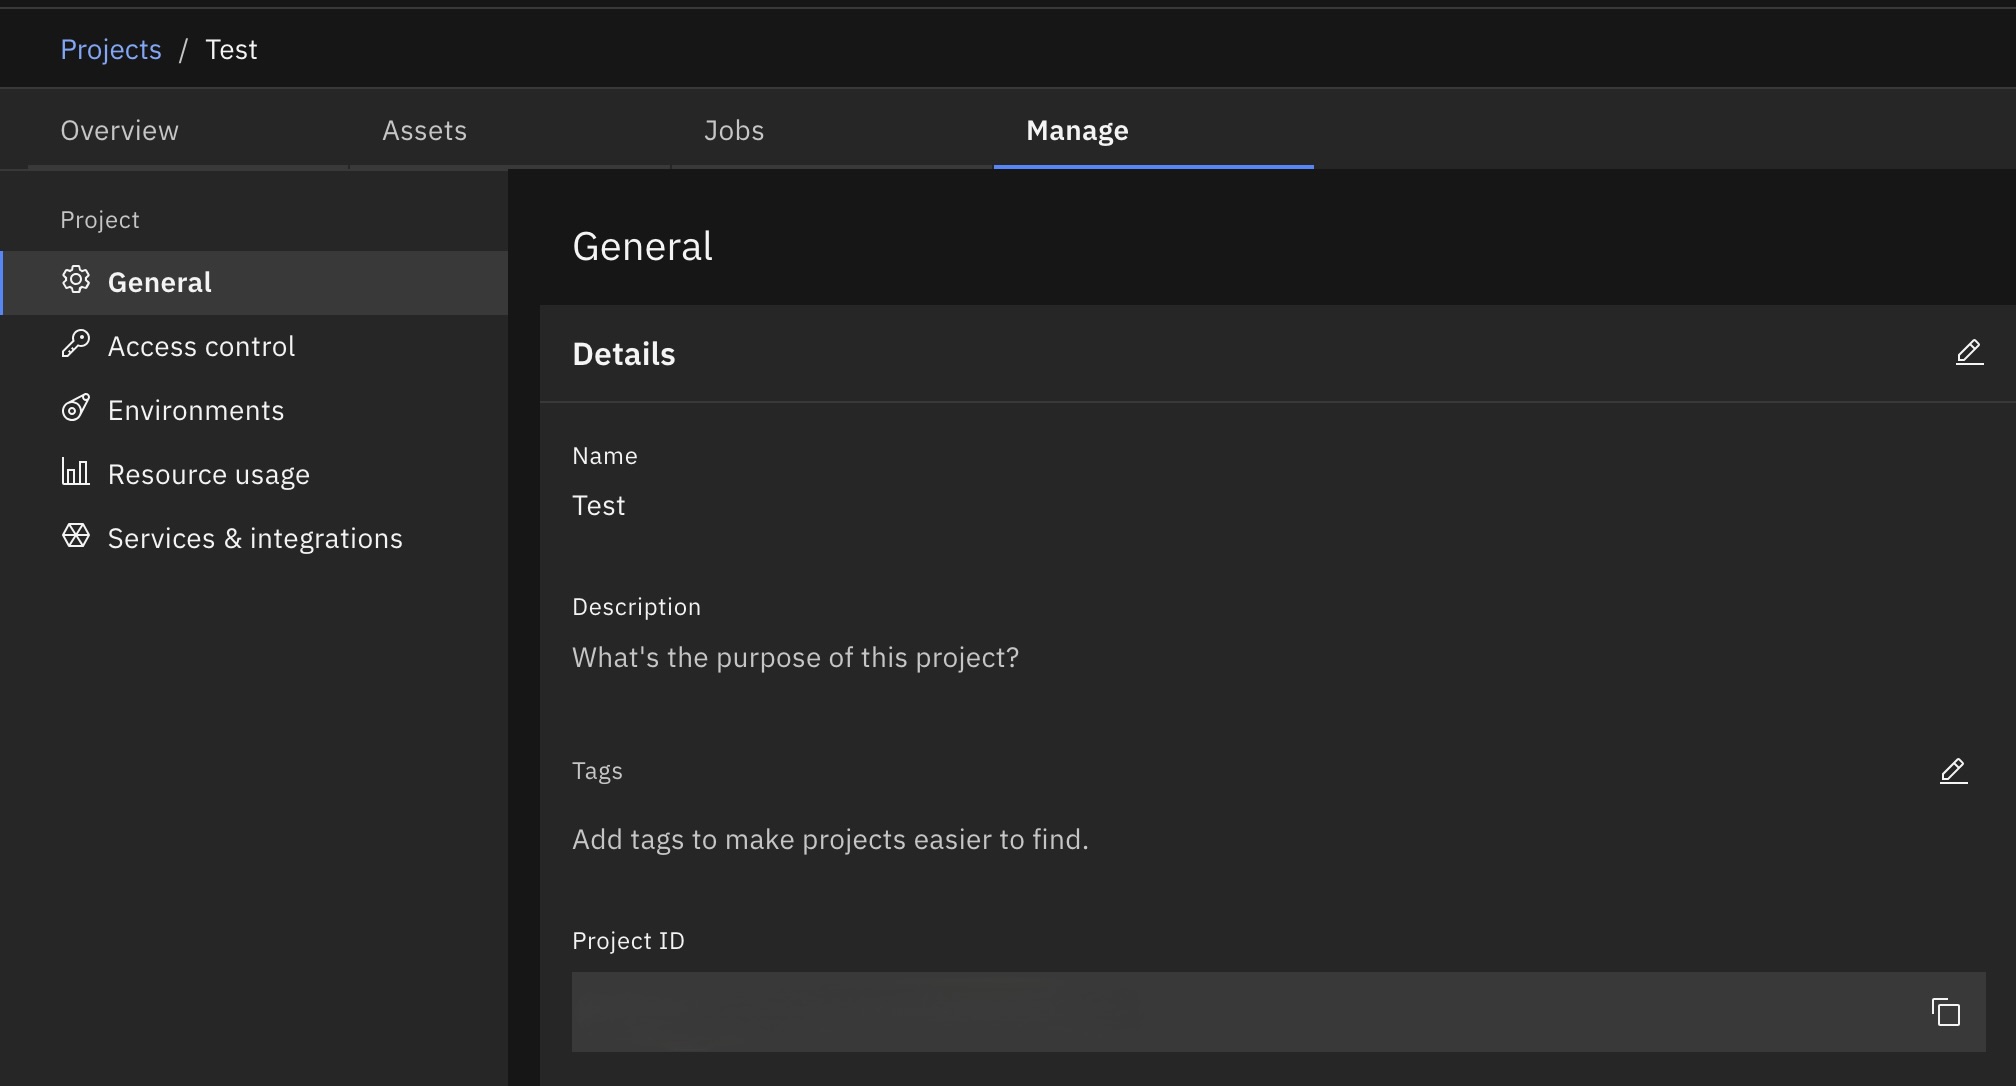 Projects / Test
Overview Assets Jobs Manage
Project
General
Access control
Environments
Resource usage
Services & integrations
General
Details
Name
Test
Description
What's the purpose of this project?
Tags
Add tags to make projects easier to find.
Project ID